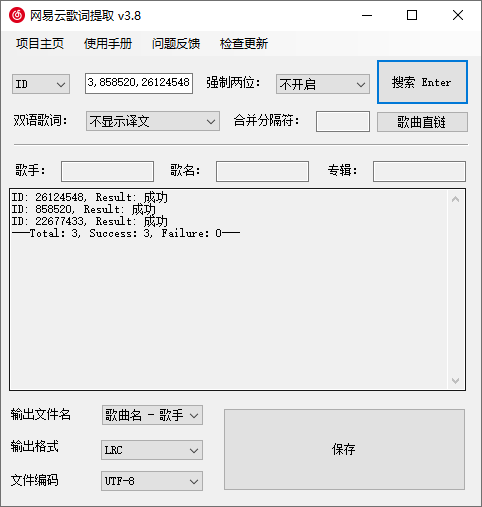 网易云歌词提取 v3.8
项目主页 使用手册 问题反馈 检查更新
ID 3,858520,26124548 强制两位： 不开启 搜索 Enter
双语歌词： 不显示译文 合并分隔符： 歌曲直链
歌手： 歌名： 专辑：
ID: 26124548, Result: 成功
ID: 858520, Result: 成功
ID: 22677433, Result: 成功
———Total: 3, Success: 3, Failure: 0———
输出文件名 歌曲名 - 歌手
输出格式 LRC
保存
文件编码 UTF-8